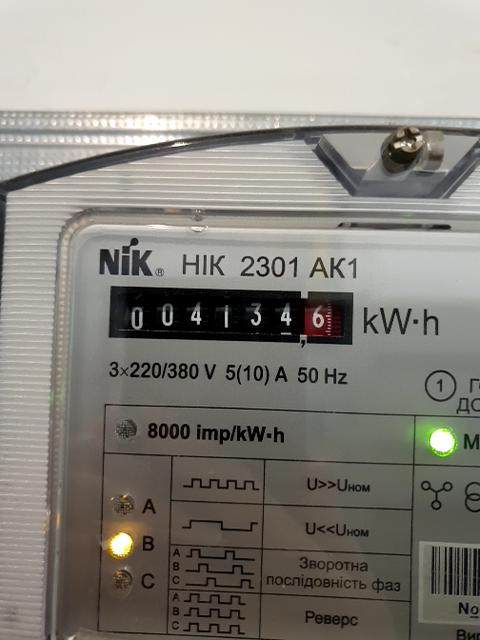 NiK® НІК 2301 АК1
0041346 kW·h
3×220/380 V 5(10) A 50 Hz
1
8000 imp/kW·h
A
B
C
U>>Uном
U<<Uном
A
B
C
Зворотна
послідовність фаз
A
B
C
Реверс